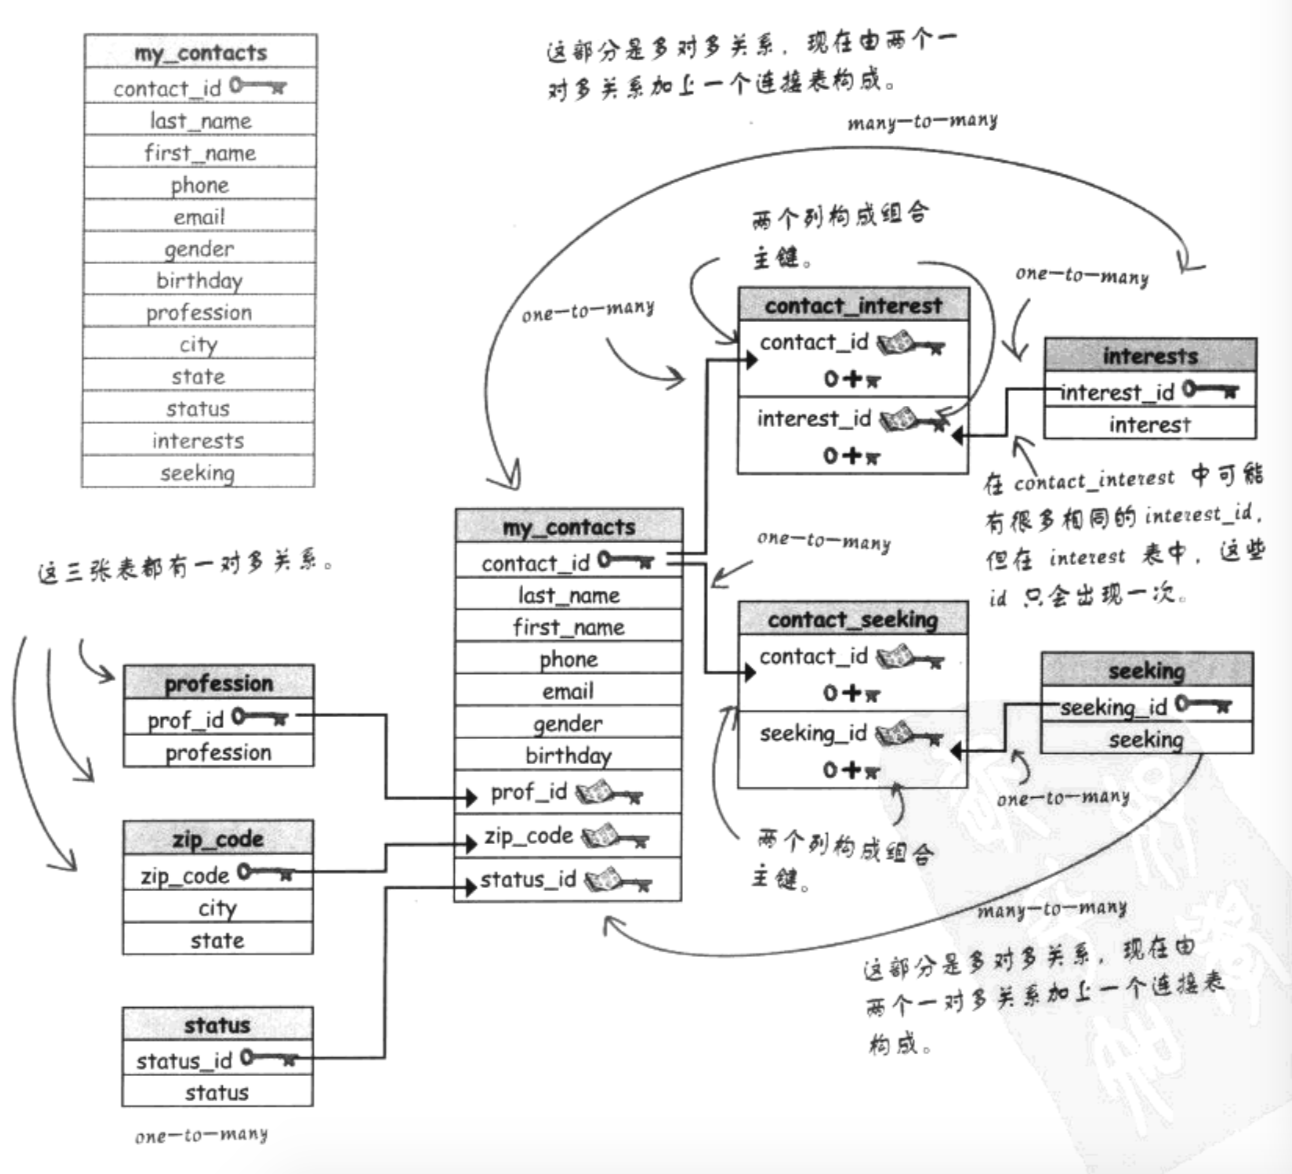 my_contacts
contact_id
last_name
first_name
phone
email
gender
birthday
profession
city
state
status
interests
seeking
这部分是多对多关系，现在由两个一
对多关系加上一个连接表构成。
many-to-many
两个列构成组合
主键。
one-to-many
one-to-many
contact_interest
contact_id
interest_id
interests
interest_id
interest
在 contact_interest 中可能
有很多相同的 interest_id，
但在 interest 表中，这些
id 只会出现一次。
my_contacts
contact_id
last_name
first_name
phone
email
gender
birthday
prof_id
zip_code
status_id
one-to-many
contact_seeking
contact_id
seeking_id
seeking
seeking_id
seeking
one-to-many
两个列构成组合
主键。
many-to-many
这部分是多对多关系，现在由
两个一对多关系加上一个连接表
构成。
这三张表都有一对多关系。
profession
prof_id
profession
zip_code
zip_code
city
state
status
status_id
status
one-to-many